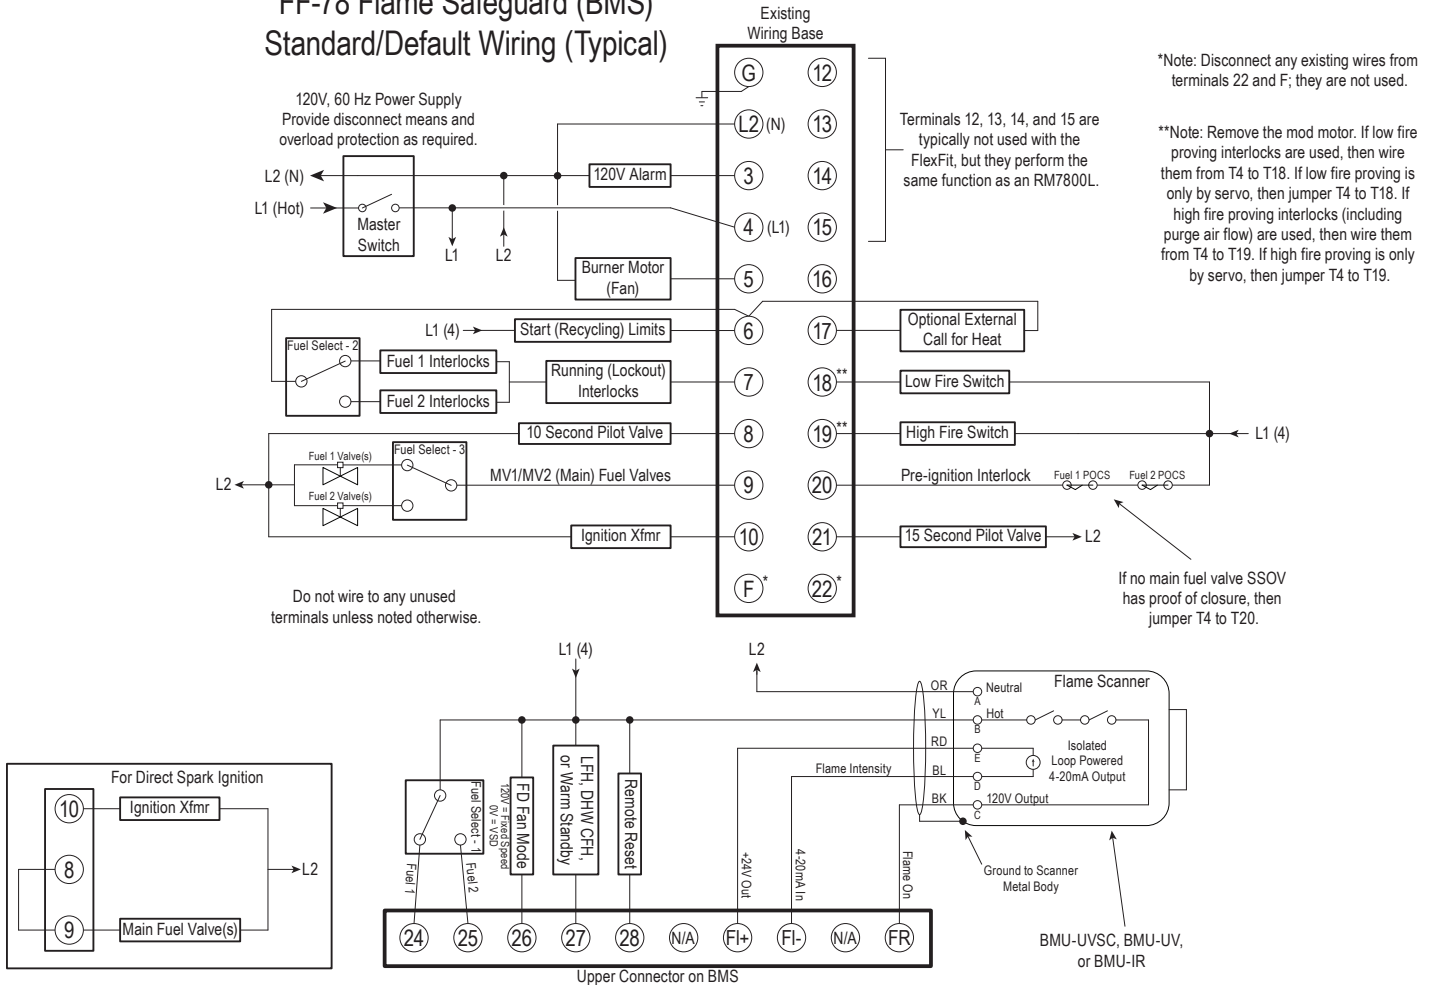 FF-78 Flame Safeguard (BMS)
Standard/Default Wiring (Typical)
Existing
Wiring Base
120V, 60 Hz Power Supply
Provide disconnect means and
overload protection as required.
L2 (N)
L1 (Hot)
Master
Switch
L1
L2
120V Alarm
Burner Motor
(Fan)
L1 (4)
Start (Recycling) Limits
Fuel Select - 2
Fuel 1 Interlocks
Fuel 2 Interlocks
Running (Lockout)
Interlocks
10 Second Pilot Valve
Fuel 1 Valve(s)
Fuel 2 Valve(s)
Fuel Select - 3
MV1/MV2 (Main) Fuel Valves
L2
Ignition Xfmr
Do not wire to any unused
terminals unless noted otherwise.
G
12
L2 (N)
13
3
14
4 (L1)
15
5
16
6
17
7
18**
8
19**
9
20
10
21
F*
22*
Terminals 12, 13, 14, and 15 are
typically not used with the
FlexFit, but they perform the
same function as an RM7800L.
*Note: Disconnect any existing wires from
terminals 22 and F; they are not used.
**Note: Remove the mod motor. If low fire
proving interlocks are used, then wire
them from T4 to T18. If low fire proving is
only by servo, then jumper T4 to T18. If
high fire proving interlocks (including
purge air flow) are used, then wire them
from T4 to T19. If high fire proving is only
by servo, then jumper T4 to T19.
Optional External
Call for Heat
Low Fire Switch
High Fire Switch
L1 (4)
Pre-ignition Interlock
Fuel 1 POCS
Fuel 2 POCS
15 Second Pilot Valve
L2
If no main fuel valve SSOV
has proof of closure, then
jumper T4 to T20.
For Direct Spark Ignition
10
Ignition Xfmr
8
L2
9
Main Fuel Valve(s)
L1 (4)
L2
Fuel Select - 1
Fuel 1
Fuel 2
FD Fan Mode
120V = Fixed Speed
0V = VSD
LFH, DHW CFH,
or Warm Standby
Remote Reset
+24V Out
4-20mA In
Flame On
Flame Intensity
OR
YL
RD
BL
BK
Flame Scanner
Neutral
A
Hot
B
E
D
120V Output
C
Isolated
Loop Powered
4-20mA Output
Ground to Scanner
Metal Body
BMU-UVSC, BMU-UV,
or BMU-IR
24
25
26
27
28
N/A
FI+
FI-
N/A
FR
Upper Connector on BMS